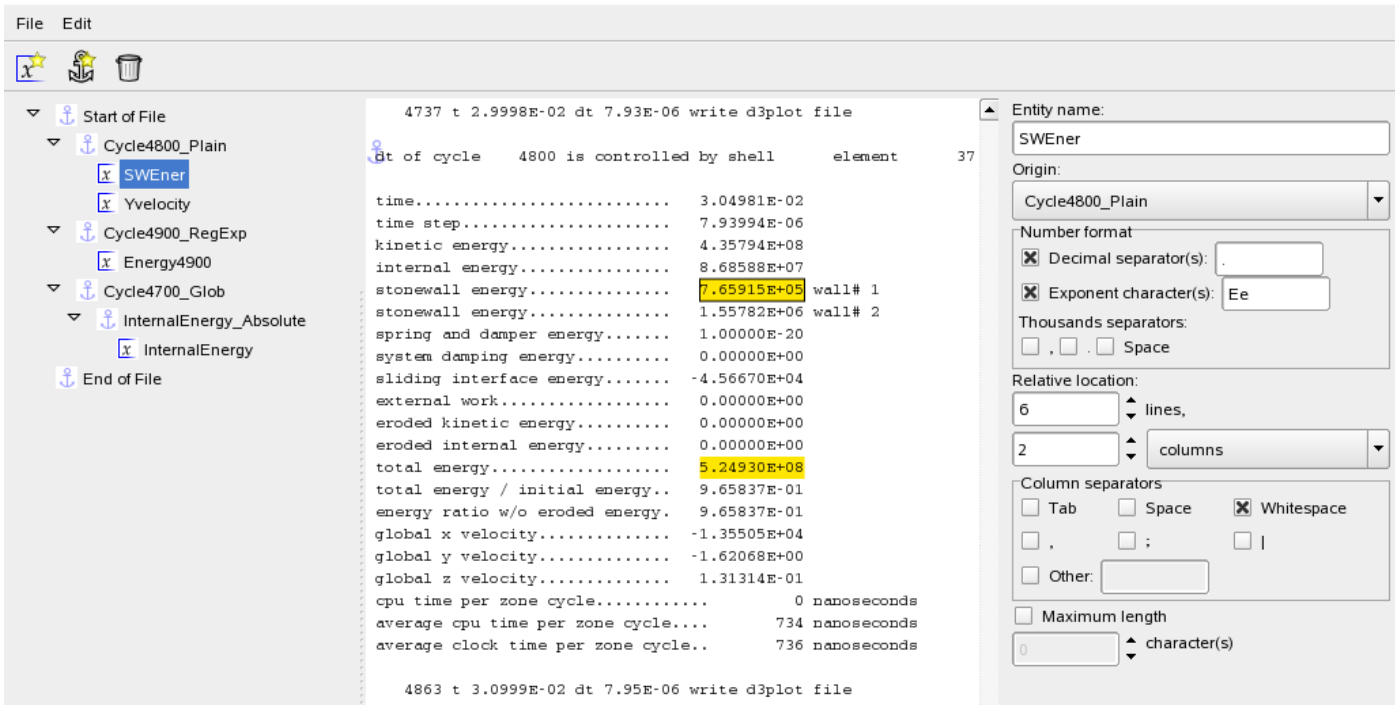 File Edit
Start of File
Cycle4800_Plain
SWEner
Yvelocity
Cycle4900_RegExp
Energy4900
Cycle4700_Glob
InternalEnergy_Absolute
InternalEnergy
End of File
4737 t 2.9998E-02 dt 7.93E-06 write d3plot file
dt of cycle 4800 is controlled by shell element 37
time........................... 3.04981E-02
time step...................... 7.93994E-06
kinetic energy................. 4.35794E+08
internal energy................ 8.68588E+07
stonewall energy............... 7.65915E+05 wall# 1
stonewall energy............... 1.55782E+06 wall# 2
spring and damper energy....... 1.00000E-20
system damping energy.......... 0.00000E+00
sliding interface energy....... -4.56670E+04
external work.................. 0.00000E+00
eroded kinetic energy.......... 0.00000E+00
eroded internal energy......... 0.00000E+00
total energy................... 5.24930E+08
total energy / initial energy.. 9.65837E-01
energy ratio w/o eroded energy. 9.65837E-01
global x velocity.............. -1.35505E+04
global y velocity.............. -1.62068E+00
global z velocity.............. 1.31314E-01
cpu time per zone cycle............ 0 nanoseconds
average cpu time per zone cycle.... 734 nanoseconds
average clock time per zone cycle.. 736 nanoseconds
4863 t 3.0999E-02 dt 7.95E-06 write d3plot file
Entity name:
SWEner
Origin:
Cycle4800_Plain
Number format
Decimal separator(s): .
Exponent character(s): Ee
Thousands separators:
, . Space
Relative location:
6 lines,
2 columns
Column separators
Tab Space Whitespace
, ; |
Other:
Maximum length
0 character(s)